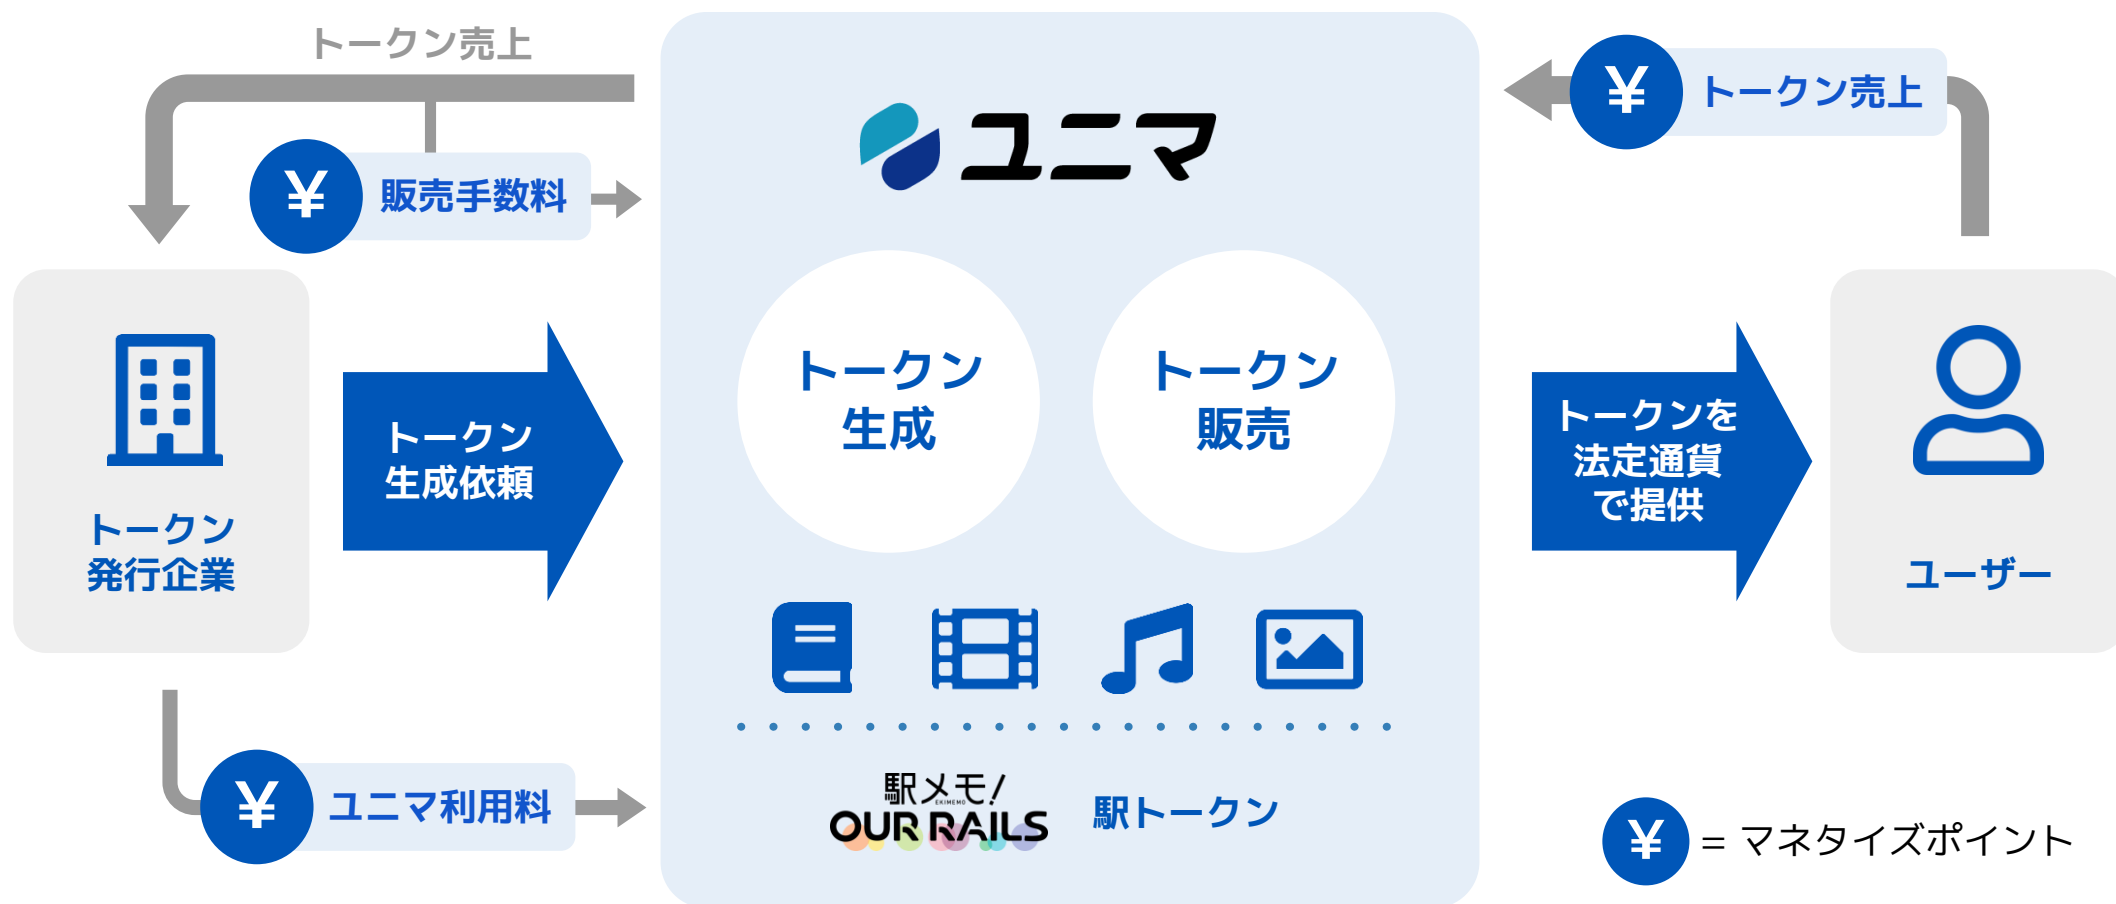 トークン売上
¥ 販売手数料
トークン
発行企業
トークン
生成依頼
¥ ユニマ利用料
ユニマ
トークン
生成
トークン
販売
駅メモ!
EKIMEMO
OUR RAILS
駅トークン
¥ トークン売上
トークンを
法定通貨
で提供
ユーザー
¥ = マネタイズポイント